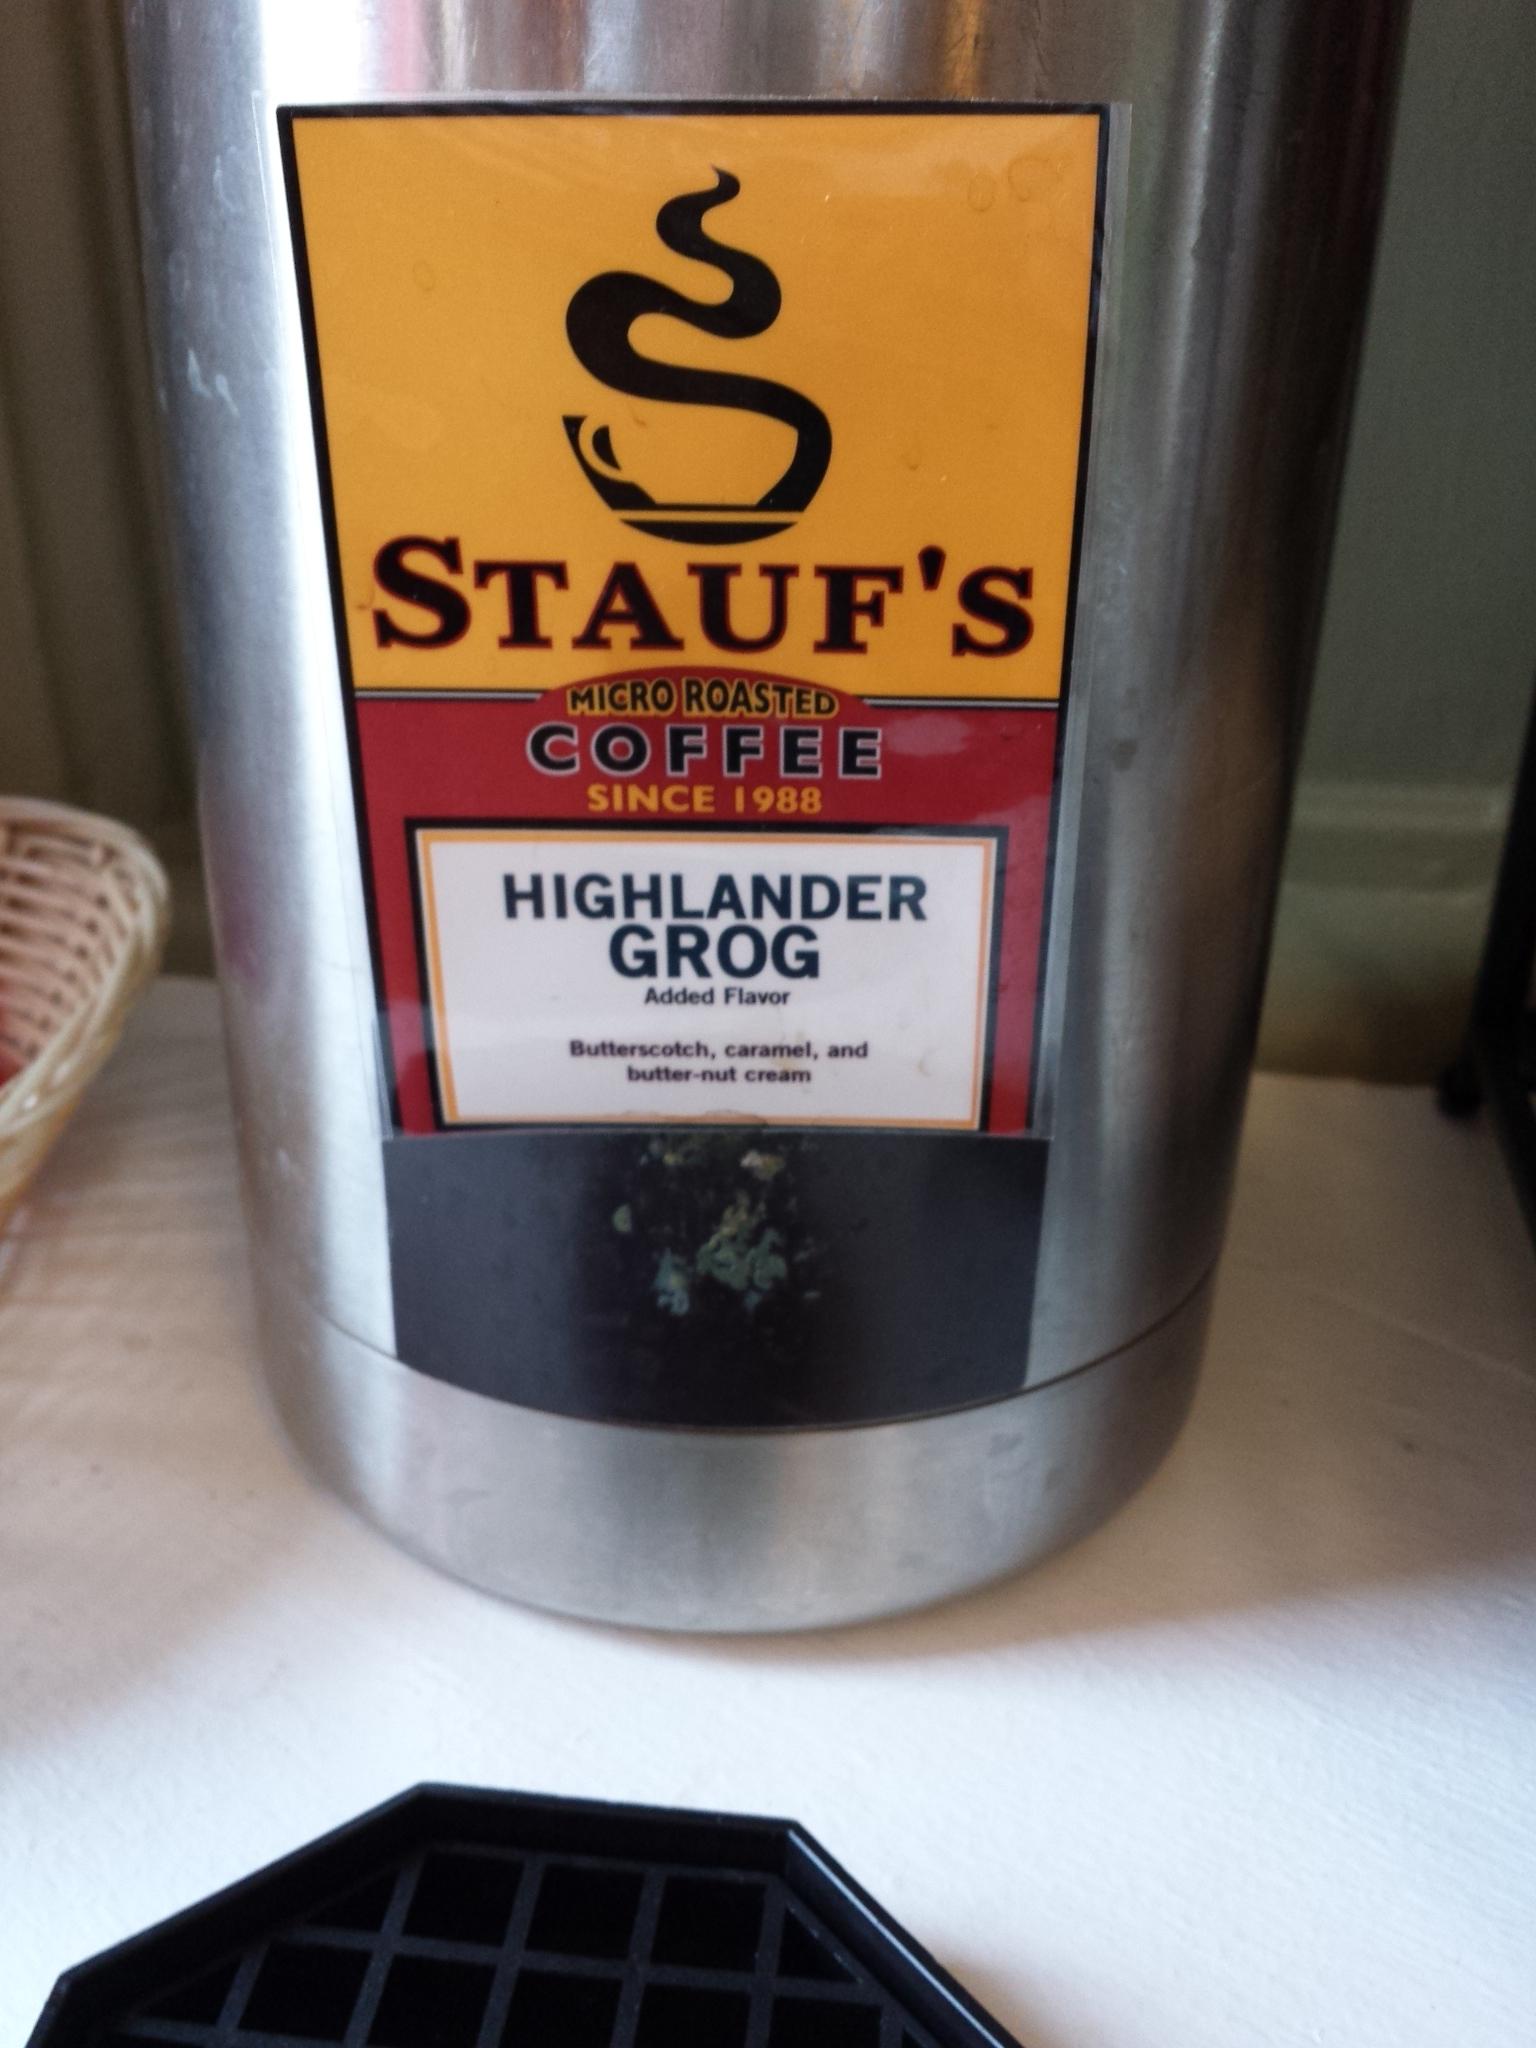 STAUF'S
MICRO ROASTED
COFFEE
SINCE 1988
HIGHLANDER
GROG
Added Flavor
Butterscotch, caramel, and
butter-nut cream